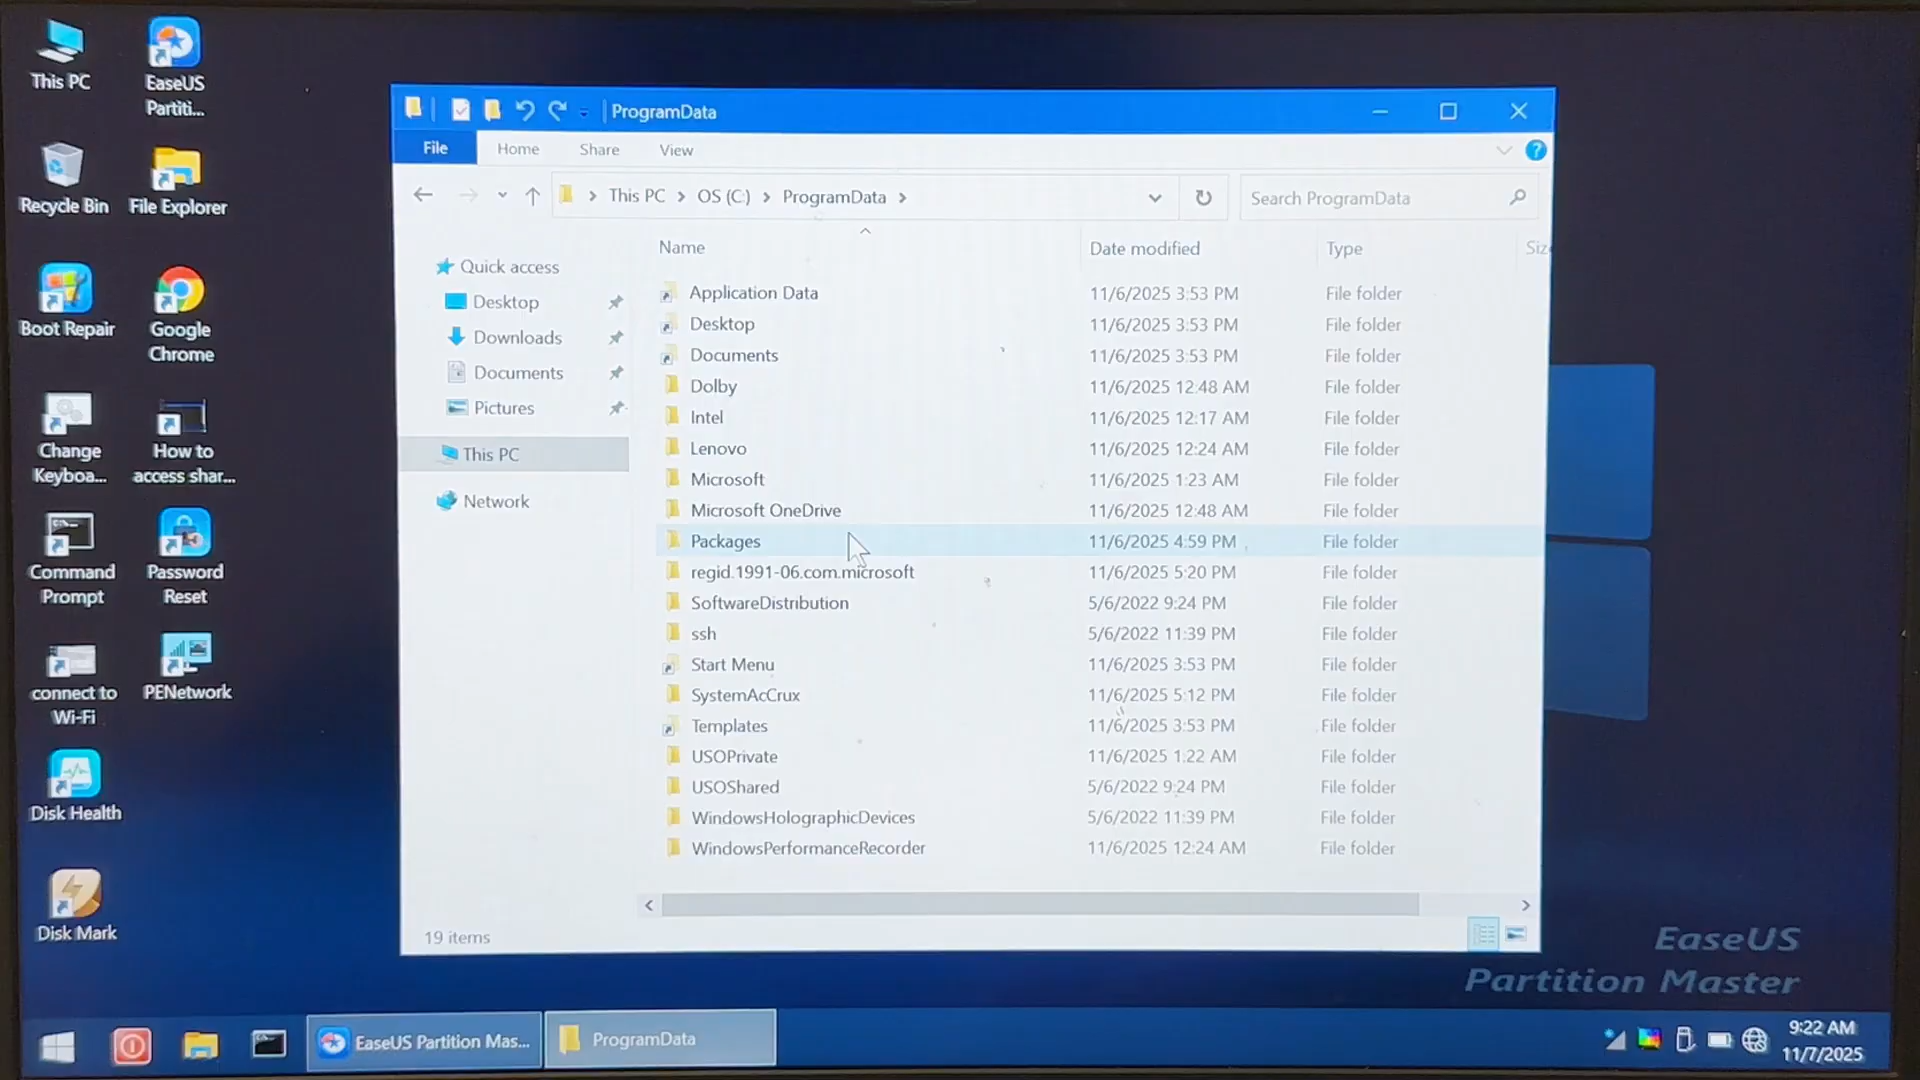 This PC
EaseUS
Partiti...
Recycle Bin
File Explorer
Boot Repair
Google
Chrome
Change
Keyboa...
How to
access shar...
Command
Prompt
Password
Reset
connect to
Wi-Fi
PENetwork
Disk Health
Disk Mark
ProgramData
File Home Share View
This PC OS (C:) ProgramData
Search ProgramData
Quick access
Desktop
Downloads
Documents
Pictures
This PC
Network
Name Date modified Type Siz
Application Data 11/6/2025 3:53 PM File folder
Desktop 11/6/2025 3:53 PM File folder
Documents 11/6/2025 3:53 PM File folder
Dolby 11/6/2025 12:48 AM File folder
Intel 11/6/2025 12:17 AM File folder
Lenovo 11/6/2025 12:24 AM File folder
Microsoft 11/6/2025 1:23 AM File folder
Microsoft OneDrive 11/6/2025 12:48 AM File folder
Packages 11/6/2025 4:59 PM File folder
regid.1991-06.com.microsoft 11/6/2025 5:20 PM File folder
SoftwareDistribution 5/6/2022 9:24 PM File folder
ssh 5/6/2022 11:39 PM File folder
Start Menu 11/6/2025 3:53 PM File folder
SystemAcCrux 11/6/2025 5:12 PM File folder
Templates 11/6/2025 3:53 PM File folder
USOPrivate 11/6/2025 1:22 AM File folder
USOShared 5/6/2022 9:24 PM File folder
WindowsHolographicDevices 5/6/2022 11:39 PM File folder
WindowsPerformanceRecorder 11/6/2025 12:24 AM File folder
19 items
EaseUS
Partition Master
EaseUS Partition Mas...
ProgramData
9:22 AM
11/7/2025